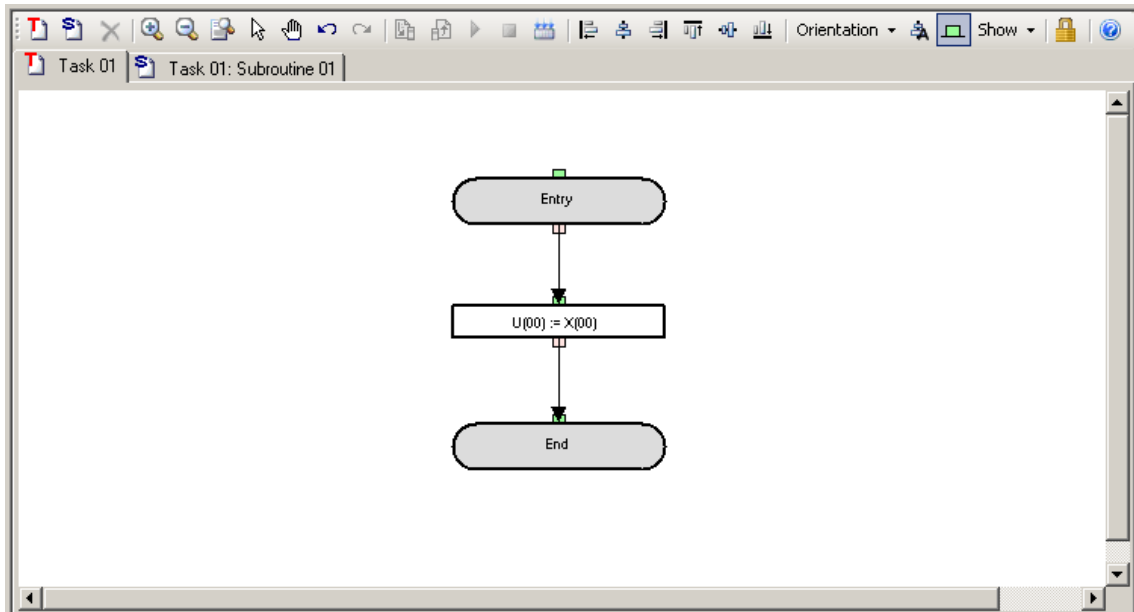 Orientation Show
Task 01 Task 01: Subroutine 01
Entry
U(00) := X(00)
End